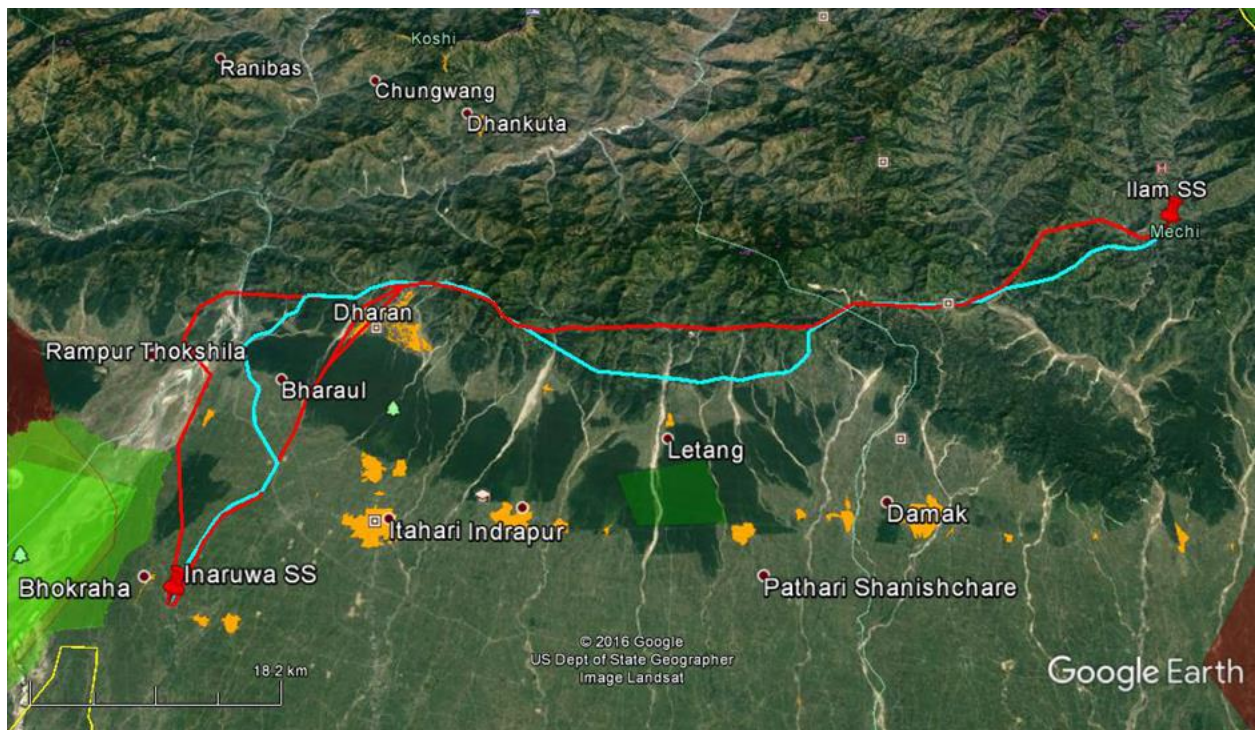 Koshi
Ranibas
Chungwang
Dhankuta
H
Ilam SS
Mechi
Dharan
Rampur Thokshila
Bharaul
Letang
Itahari
Indrapur
Damak
Bhokraha
Inaruwa SS
Pathari Shanishchare
© 2016 Google
US Dept of State Geographer
Image Landsat
18.2 km
Google Earth